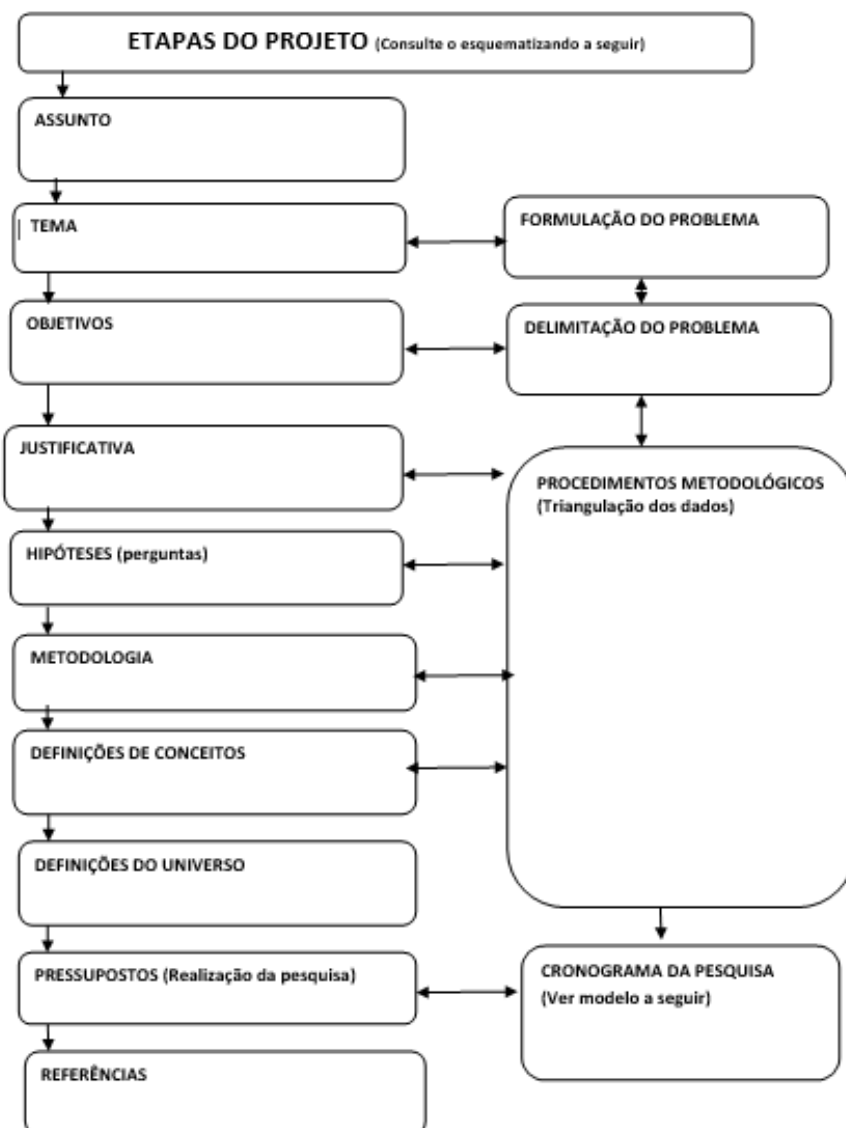 ETAPAS DO PROJETO (Consulte o esquematizando a seguir)
ASSUNTO
TEMA
FORMULAÇÃO DO PROBLEMA
OBJETIVOS
DELIMITAÇÃO DO PROBLEMA
JUSTIFICATIVA
PROCEDIMENTOS METODOLÓGICOS
(Triangulação dos dados)
HIPÓTESES (perguntas)
METODOLOGIA
DEFINIÇÕES DE CONCEITOS
DEFINIÇÕES DO UNIVERSO
PRESSUPOSTOS (Realização da pesquisa)
CRONOGRAMA DA PESQUISA
(Ver modelo a seguir)
REFERÊNCIAS